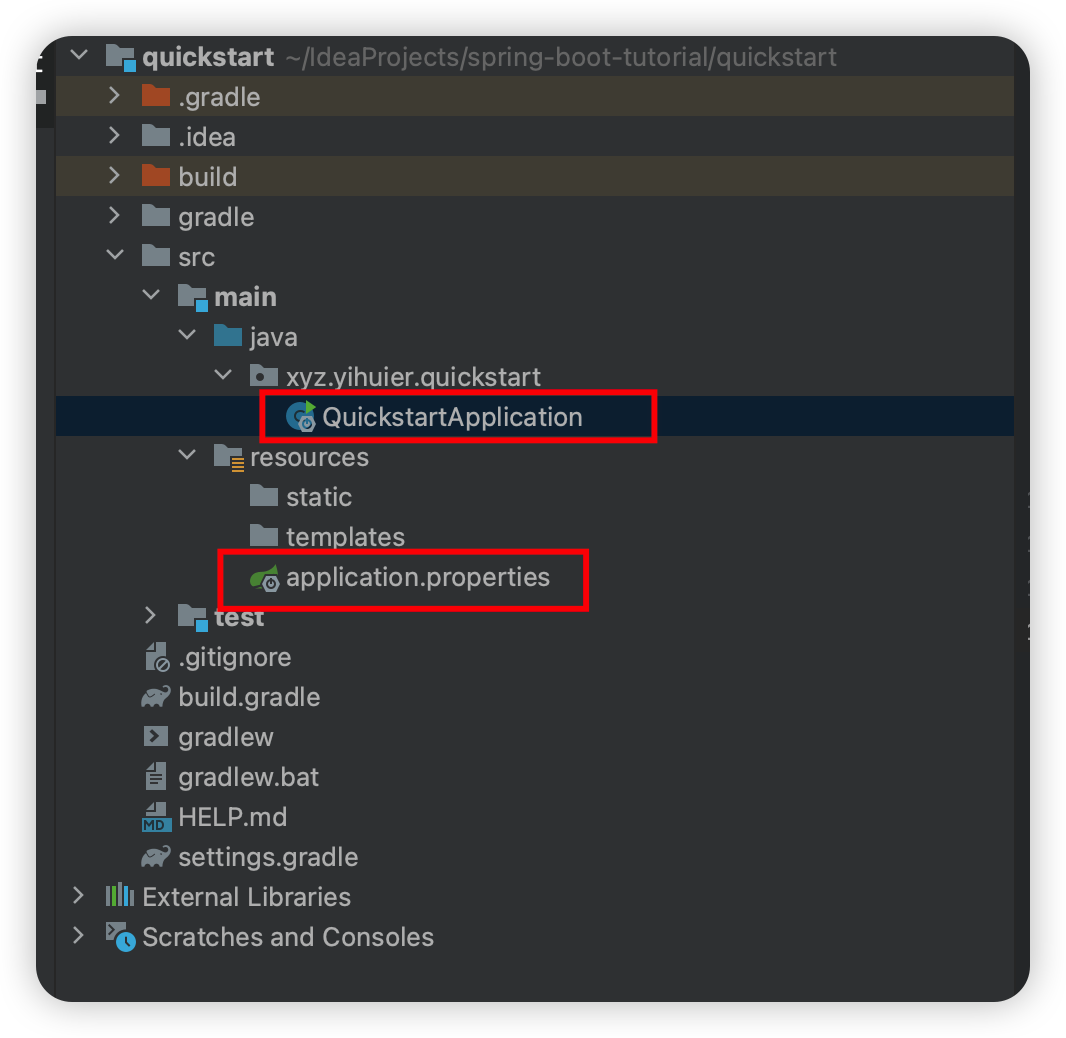 quickstart ~/IdeaProjects/spring-boot-tutorial/quickstart
.gradle
.idea
build
gradle
src
main
java
xyz.yihuier.quickstart
QuickstartApplication
resources
static
templates
application.properties
test
.gitignore
build.gradle
gradlew
gradlew.bat
MD HELP.md
settings.gradle
External Libraries
Scratches and Consoles